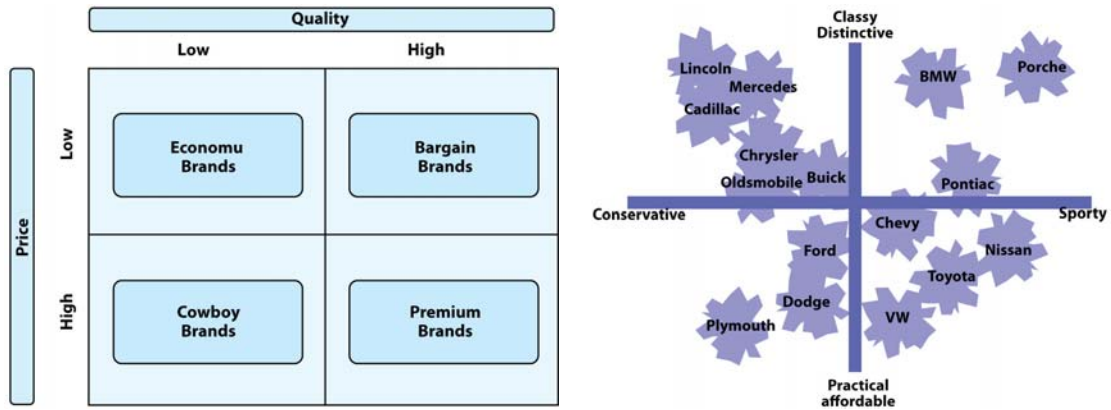 Quality
Low
High
Price
Low
High
Economu
Brands
Bargain
Brands
Cowboy
Brands
Premium
Brands
Classy
Distinctive
Lincoln
Mercedes
Cadillac
BMW
Porche
Chrysler
Oldsmobile
Buick
Pontiac
Conservative
Sporty
Chevy
Ford
Nissan
Toyota
Dodge
Plymouth
VW
Practical
affordable